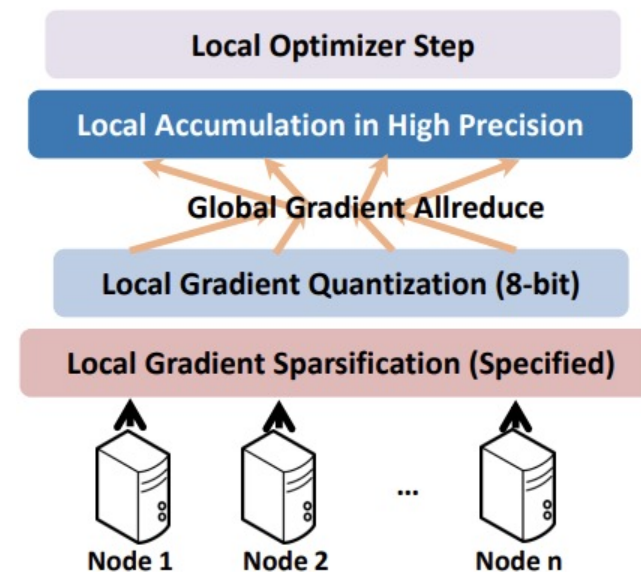 Local Optimizer Step
Local Accumulation in High Precision
Global Gradient Allreduce
Local Gradient Quantization (8-bit)
Local Gradient Sparsification (Specified)
...
Node 1 Node 2 Node n